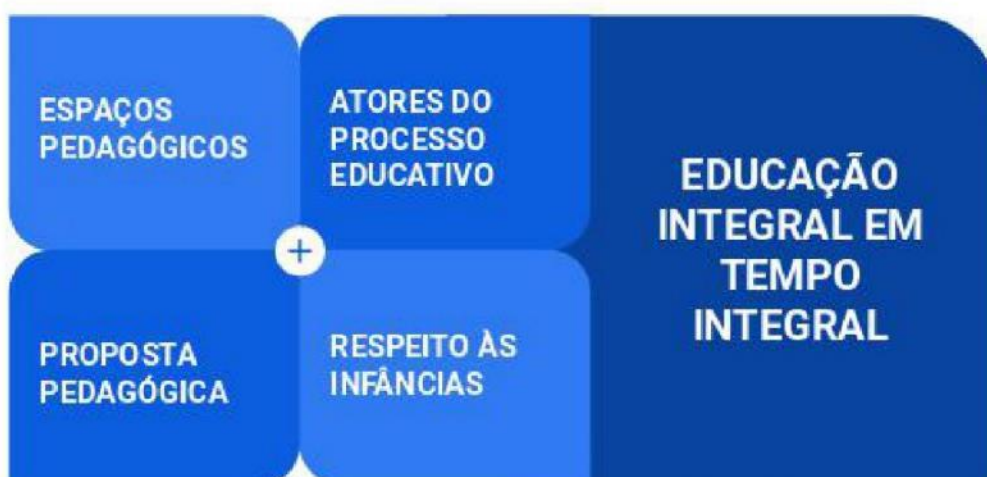 ESPAÇOS
PEDAGÓGICOS
ATORES DO
PROCESSO
EDUCATIVO
PROPOSTA
PEDAGÓGICA
RESPEITO ÀS
INFÂNCIAS
EDUCAÇÃO
INTEGRAL EM
TEMPO
INTEGRAL